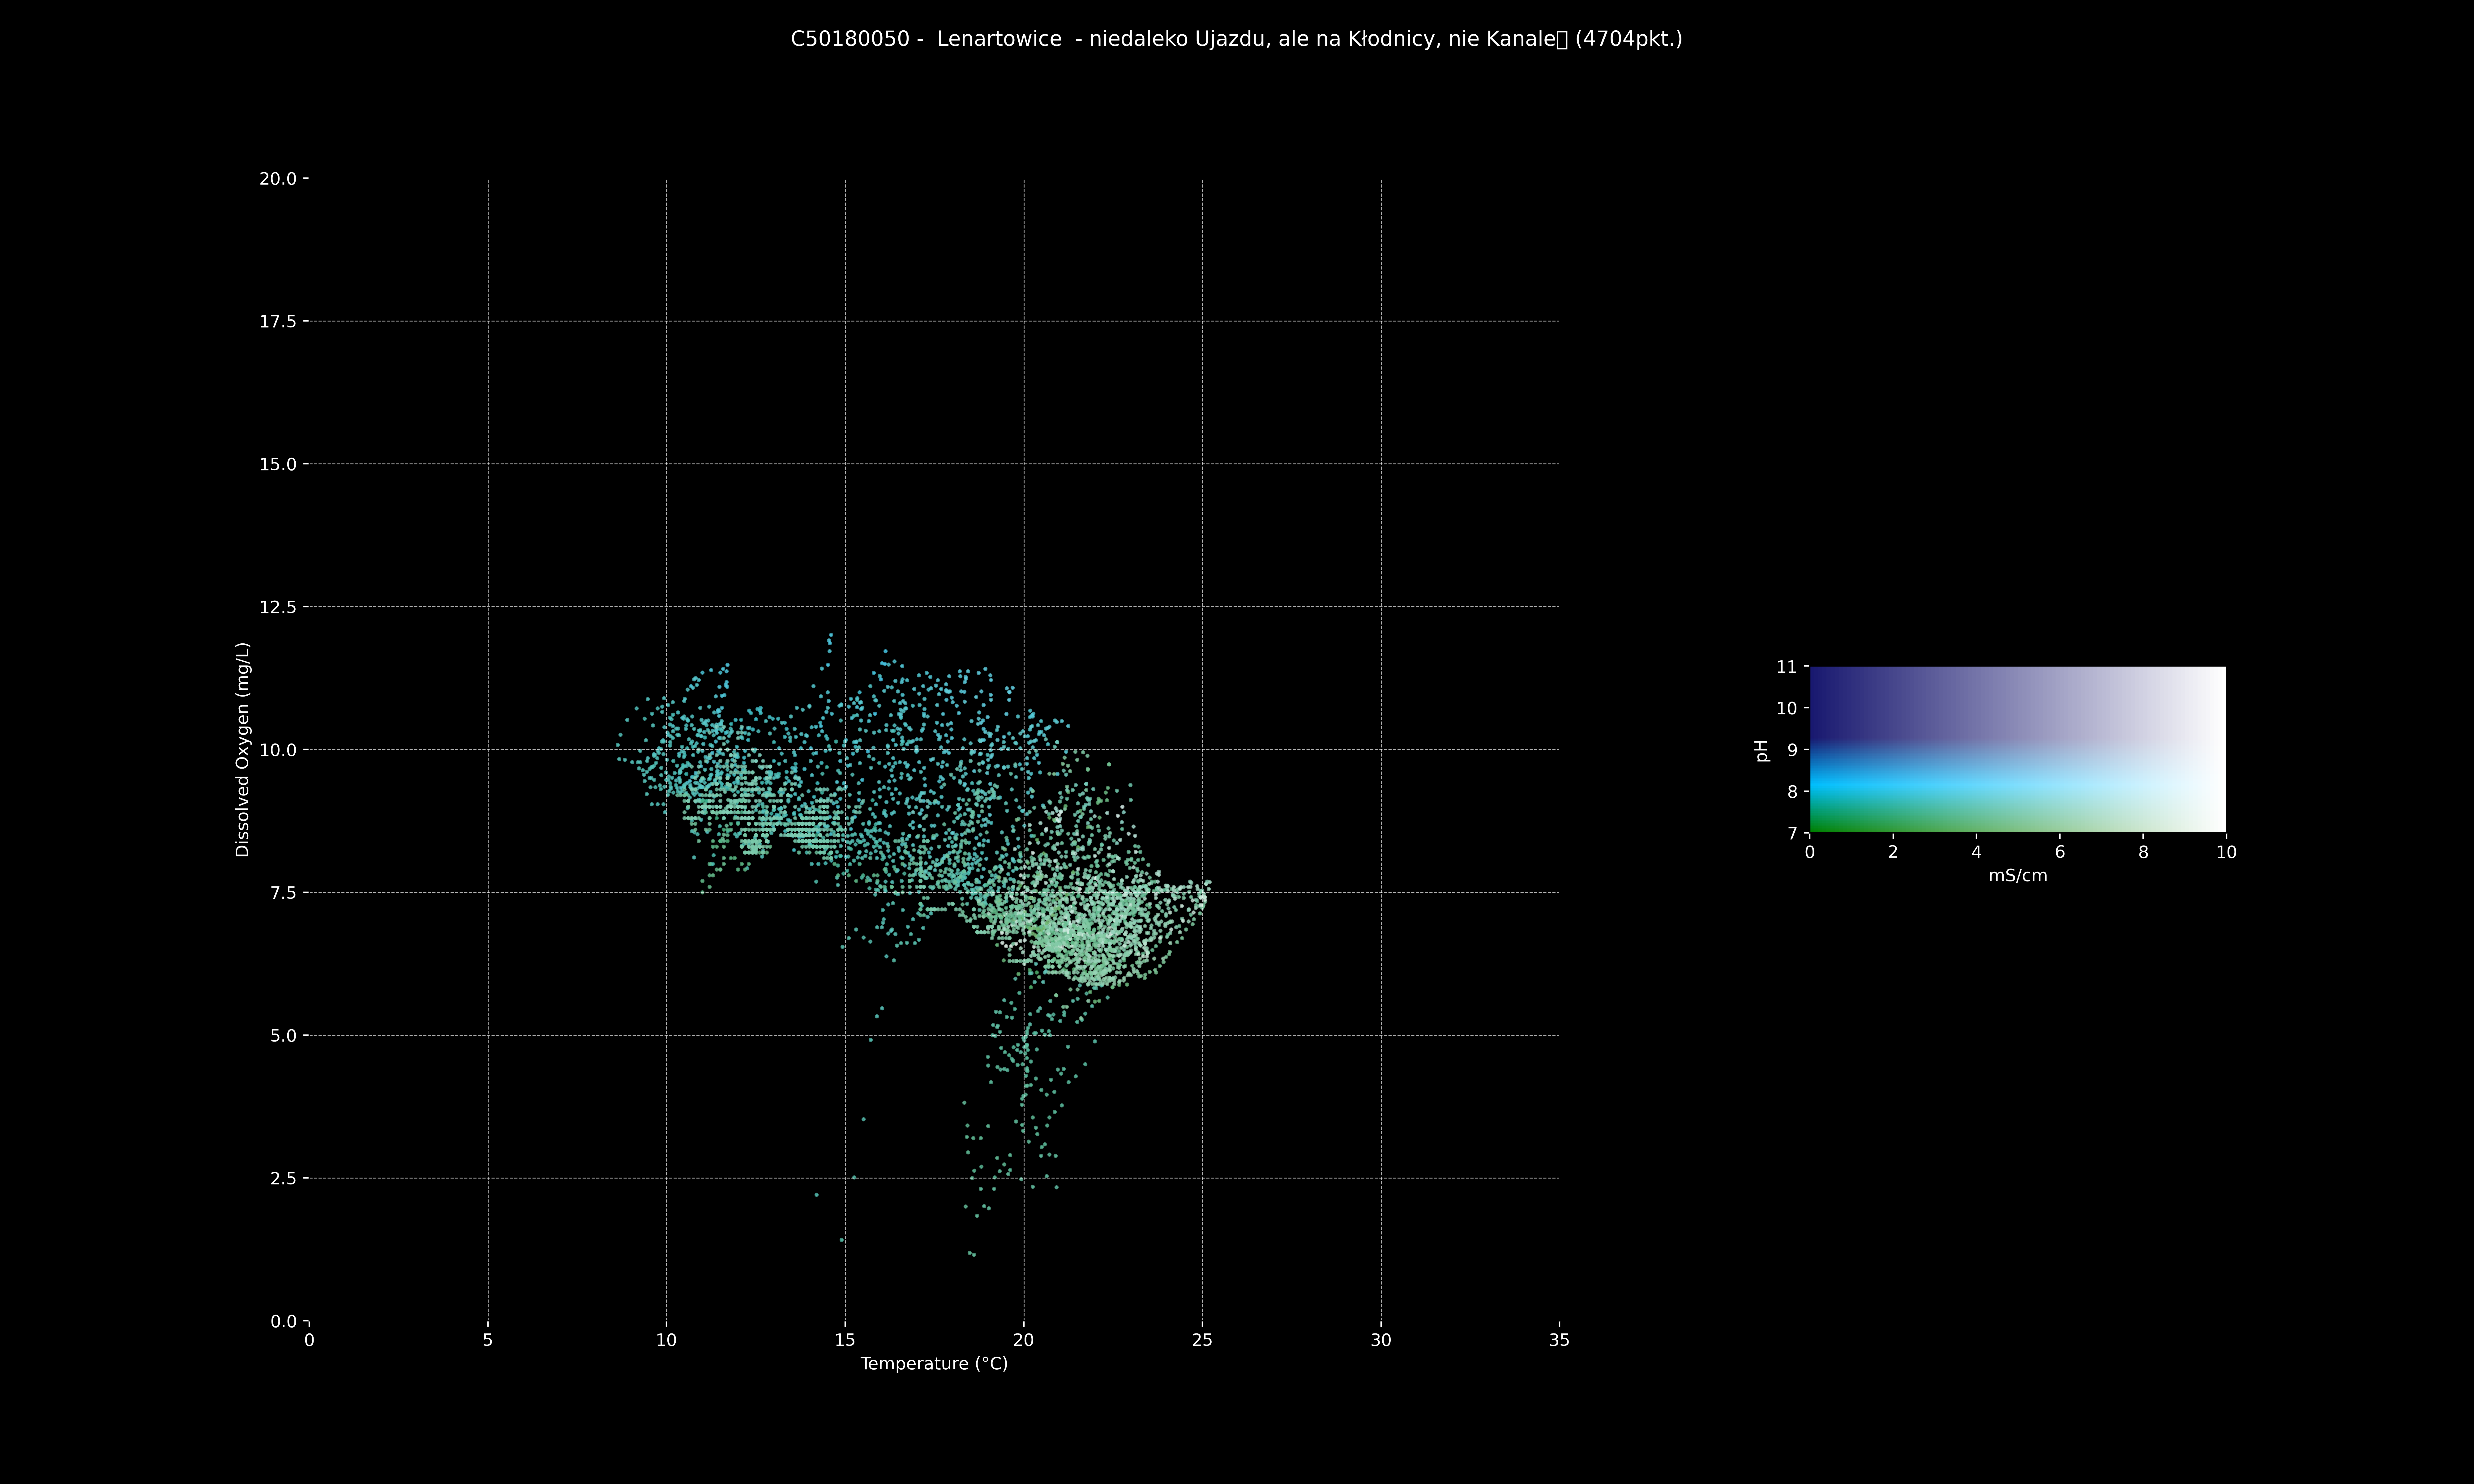 C50180050 -  Lenartowice  - niedaleko Ujazdu, ale na Kłodnicy, nie Kanale▯ (4704pkt.)
20.0
17.5
15.0
12.5
10.0
7.5
5.0
2.5
0.0
Dissolved Oxygen (mg/L)
0 5 10 15 20 25 30 35
Temperature (°C)
11
10
9
8
7
pH
0 2 4 6 8 10
mS/cm